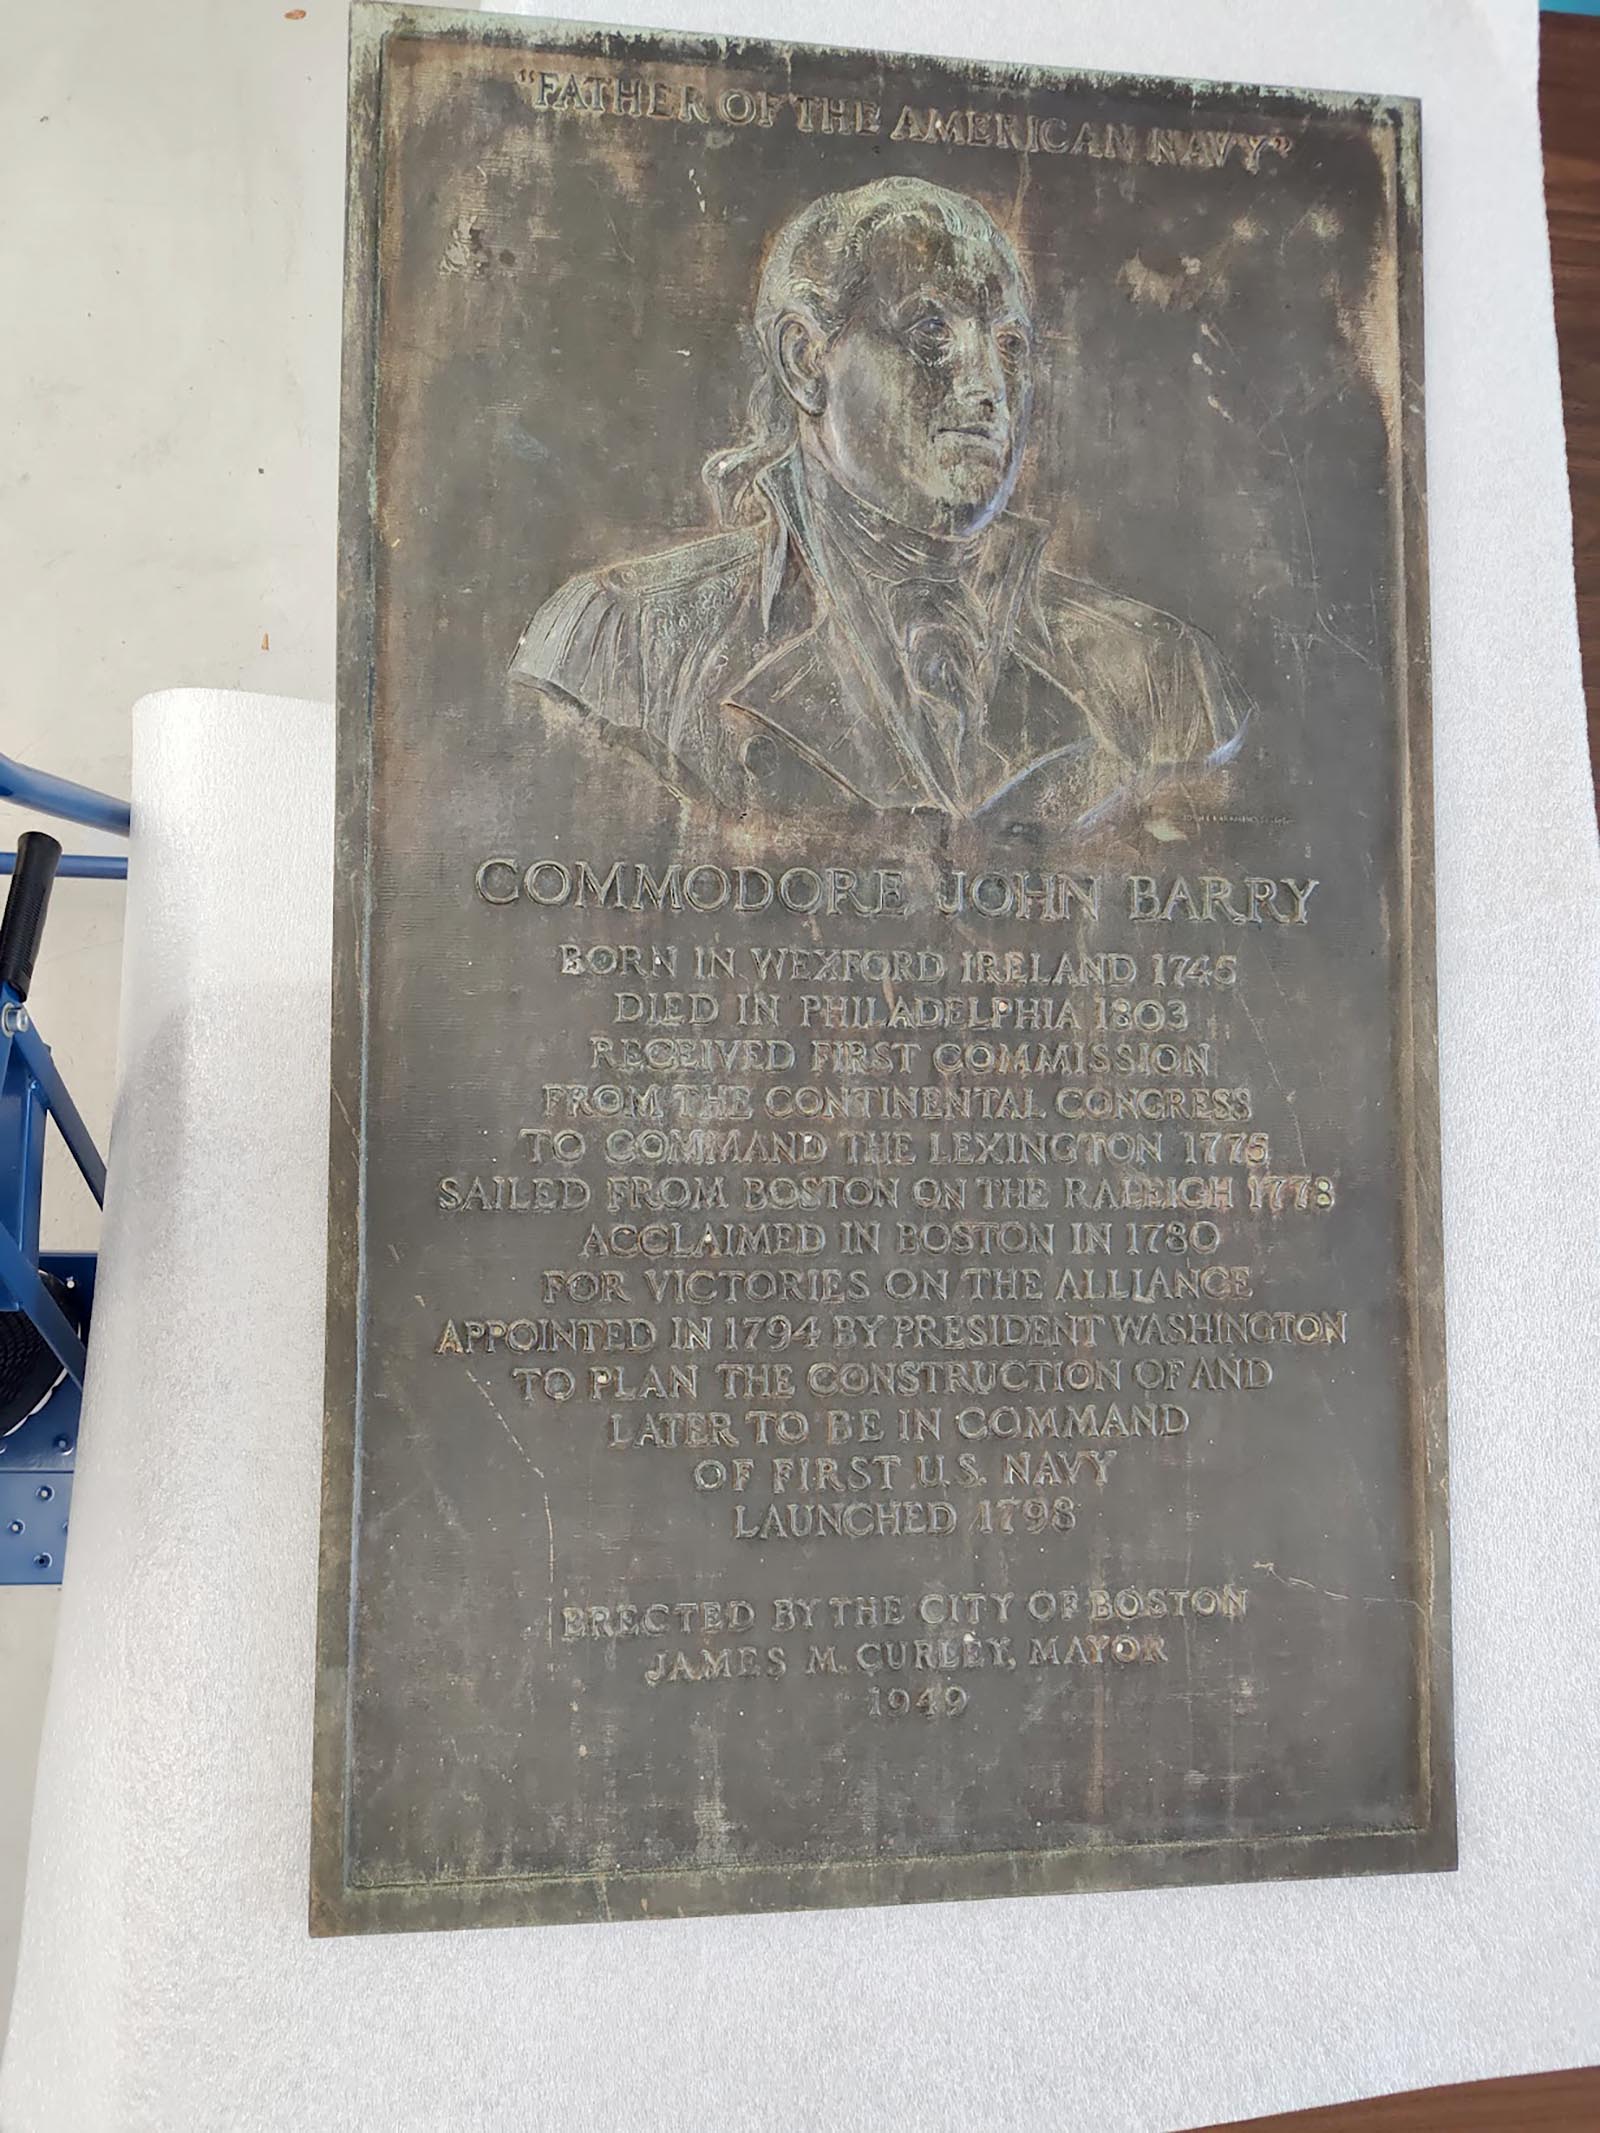 "FATHER OF THE AMERICAN NAVY"
COMMODORE JOHN BARRY
BORN IN WEXFORD IRELAND 1745
DIED IN PHILADELPHIA 1803
RECEIVED FIRST COMMISSION
FROM THE CONTINENTAL CONGRESS
TO COMMAND THE LEXINGTON 1775
SAILED FROM BOSTON ON THE RALEIGH 1778
ACCLAIMED IN BOSTON IN 1780
FOR VICTORIES ON THE ALLIANCE
APPOINTED IN 1794 BY PRESIDENT WASHINGTON
TO PLAN THE CONSTRUCTION OF AND
LATER TO BE IN COMMAND
OF FIRST U.S. NAVY
LAUNCHED 1798
ERECTED BY THE CITY OF BOSTON
JAMES M. CURLEY, MAYOR
1949